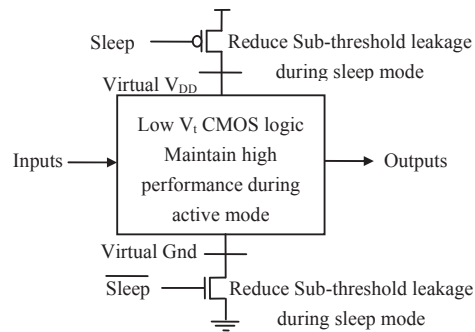 Sleep
Reduce Sub-threshold leakage
during sleep mode
Virtual VDD
Low Vt CMOS logic
Maintain high
performance during
active mode
Inputs
Outputs
Virtual Gnd
Sleep
Reduce Sub-threshold leakage
during sleep mode